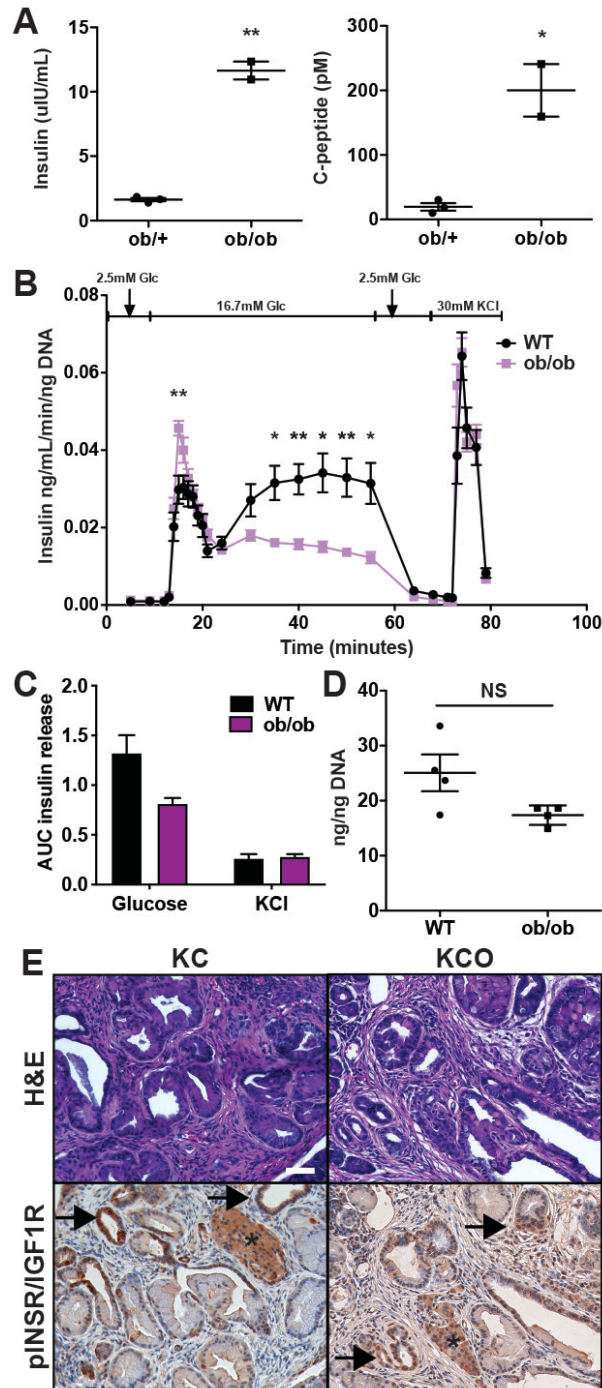 A
Insulin (uIU/mL)
15
10
5
0
**
ob/+
ob/ob
C-peptide (pM)
300
200
100
0
*
ob/+
ob/ob
B
2.5mM Glc
16.7mM Glc
2.5mM Glc
30mM KCl
Insulin ng/mL/min/ng DNA
0.08
0.06
0.04
0.02
0.00
WT
ob/ob
**
* ** * ** *
0 20 40 60 80 100
Time (minutes)
C
AUC insulin release
2.0
1.5
1.0
0.5
0.0
WT
ob/ob
Glucose
KCl
D
ng/ng DNA
40
30
20
10
0
NS
WT
ob/ob
E
KC
KCO
H&E
pINSR/IGF1R
*
*